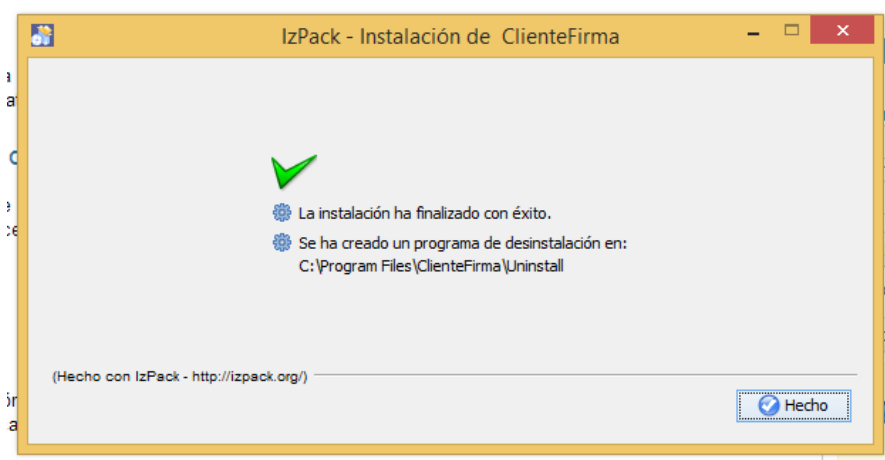 IzPack - Instalación de ClienteFirma
La instalación ha finalizado con éxito.
Se ha creado un programa de desinstalación en:
C:\Program Files\ClienteFirma\Uninstall
(Hecho con IzPack - http://izpack.org/)
Hecho